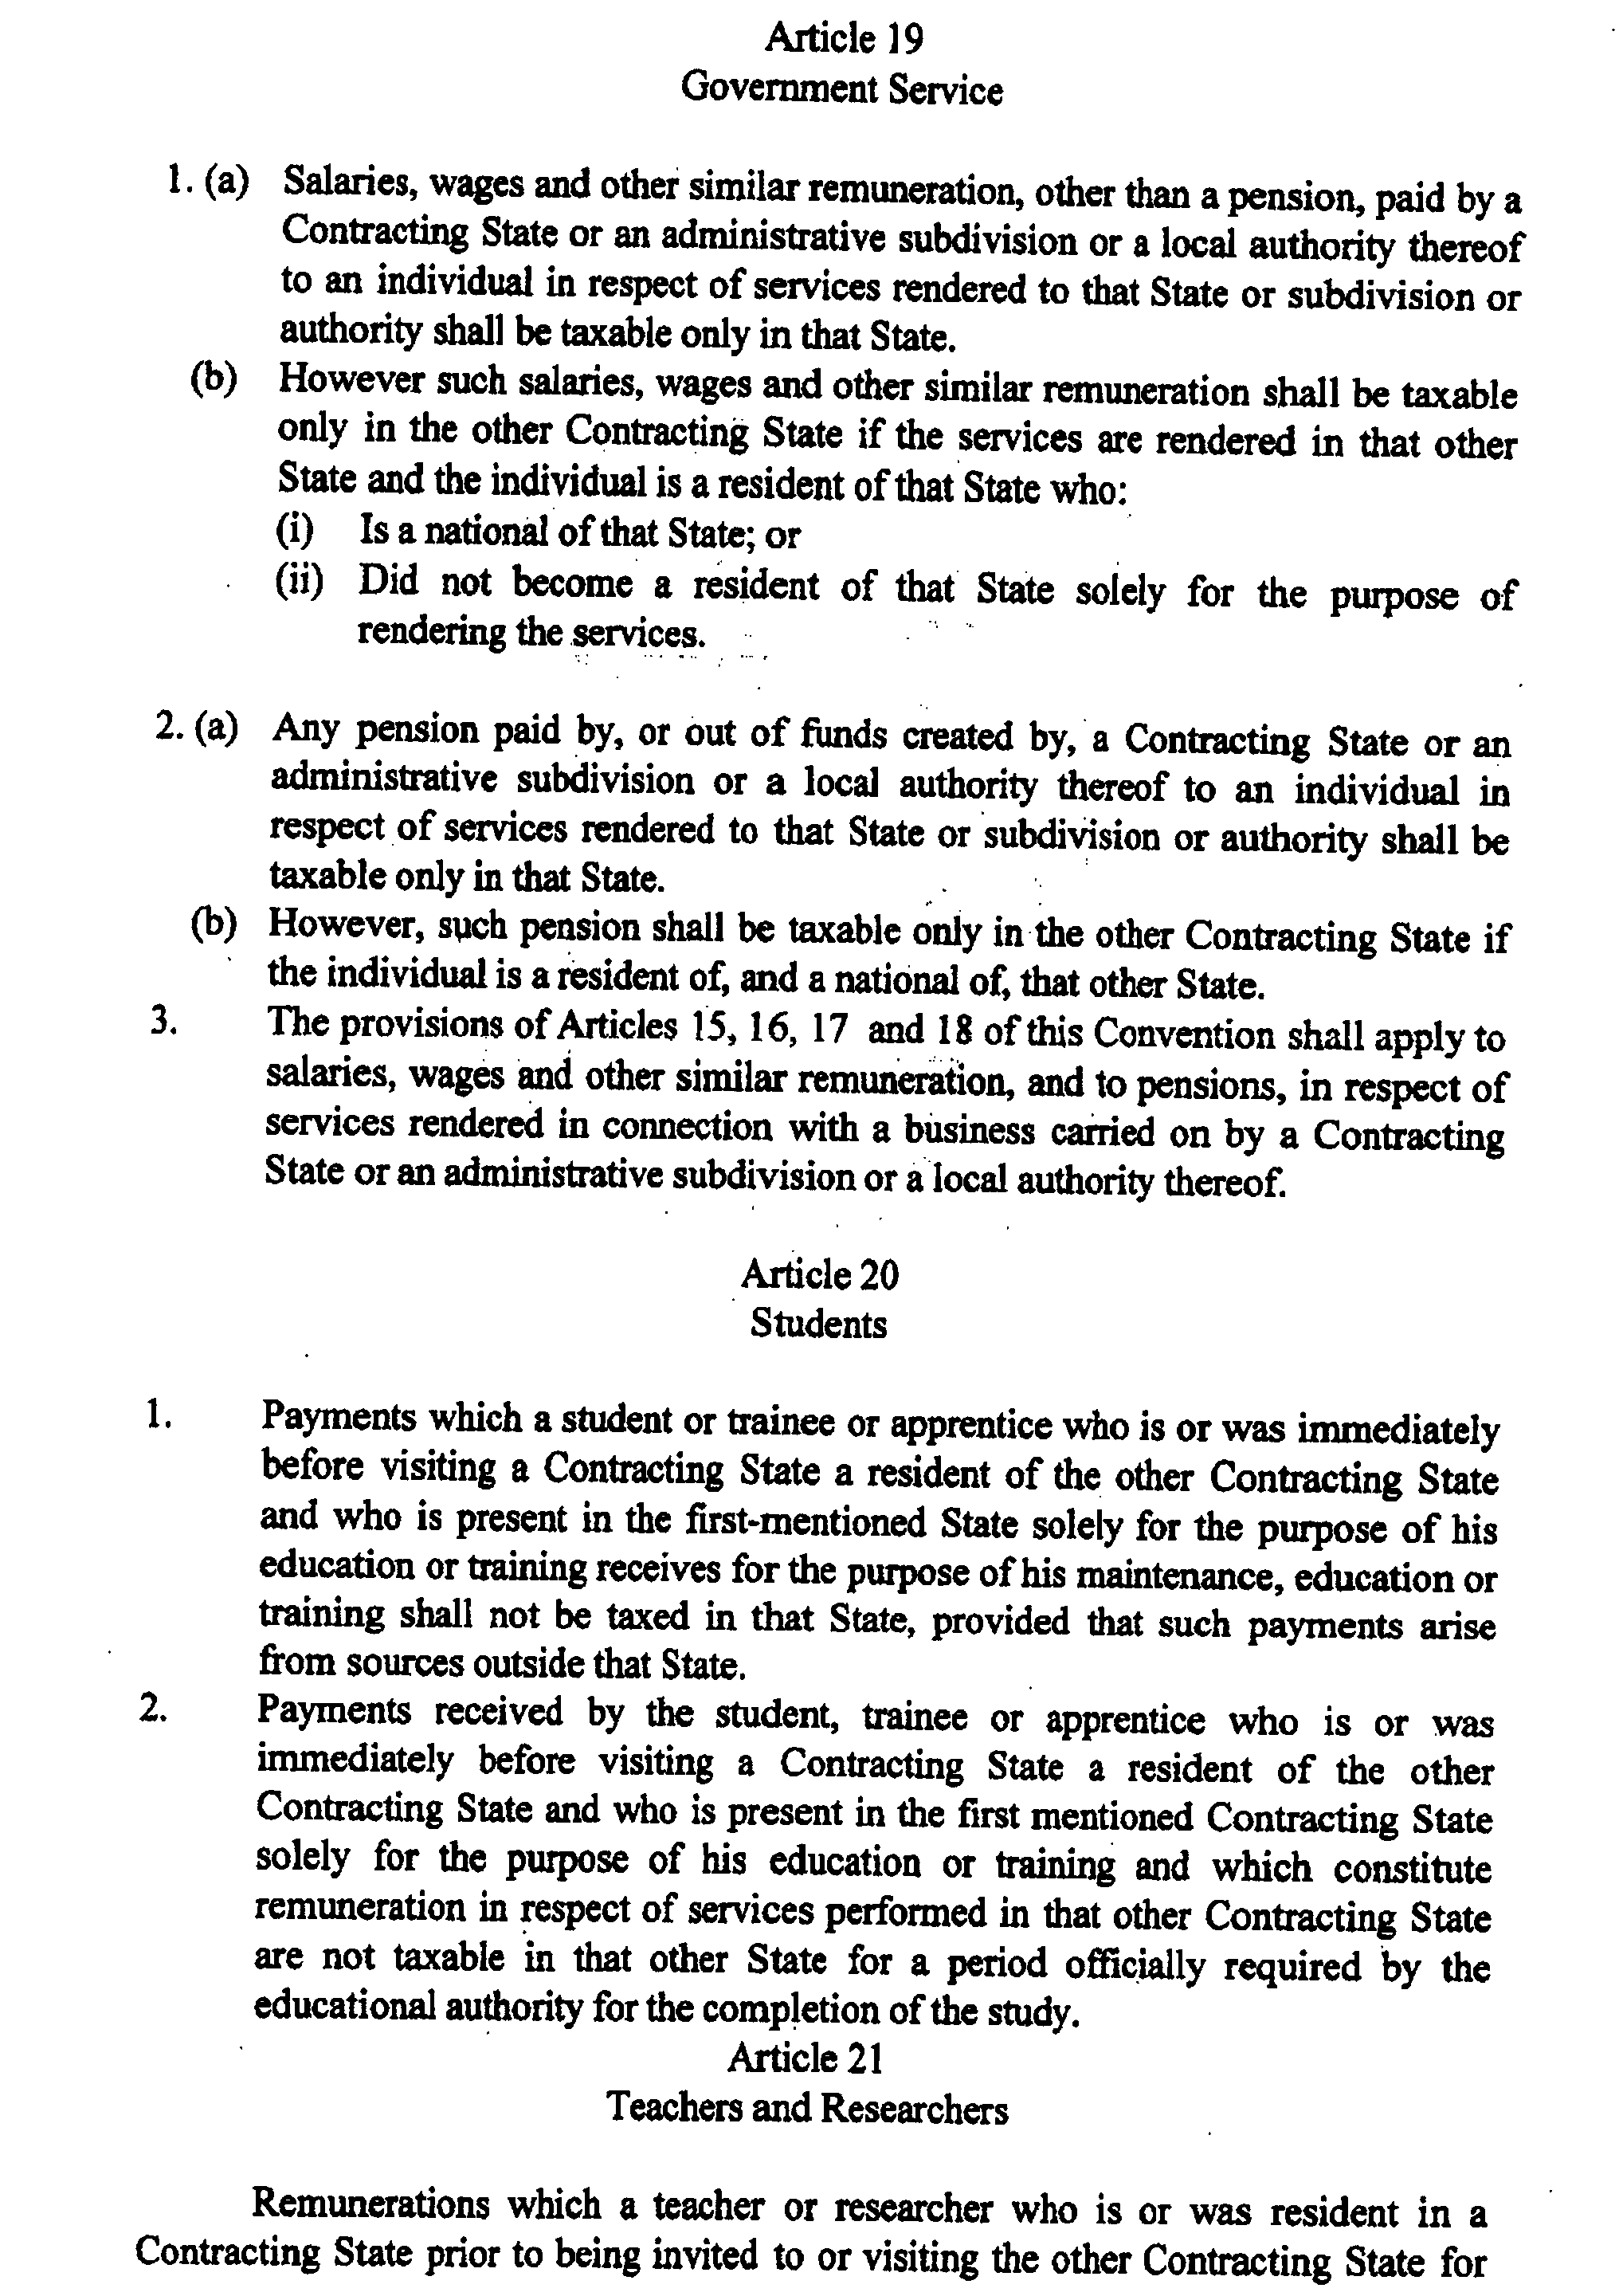 Article 19
Government Service
1. (a) Salaries, wages and other similar remuneration, other than a pension, paid by a
Contracting State or an administrative subdivision or a local authority thereof
to an individual in respect of services rendered to that State or subdivision or
authority shall be taxable only in that State.
(b) However such salaries, wages and other similar remuneration shall be taxable
only in the other Contracting State if the services are rendered in that other
State and the individual is a resident of that State who:
(i) Is a national of that State; or
(ii) Did not become a resident of that State solely for the purpose of
rendering the services.
2. (a) Any pension paid by, or out of funds created by, a Contracting State or an
administrative subdivision or a local authority thereof to an individual in
respect of services rendered to that State or subdivision or authority shall be
taxable only in that State.
(b) However, such pension shall be taxable only in the other Contracting State if
the individual is a resident of, and a national of, that other State.
3. The provisions of Articles 15, 16, 17 and 18 of this Convention shall apply to
salaries, wages and other similar remuneration, and to pensions, in respect of
services rendered in connection with a business carried on by a Contracting
State or an administrative subdivision or a local authority thereof.
Article 20
Students
1. Payments which a student or trainee or apprentice who is or was immediately
before visiting a Contracting State a resident of the other Contracting State
and who is present in the first-mentioned State solely for the purpose of his
education or training receives for the purpose of his maintenance, education or
training shall not be taxed in that State, provided that such payments arise
from sources outside that State.
2. Payments received by the student, trainee or apprentice who is or was
immediately before visiting a Contracting State a resident of the other
Contracting State and who is present in the first mentioned Contracting State
solely for the purpose of his education or training and which constitute
remuneration in respect of services performed in that other Contracting State
are not taxable in that other State for a period officially required by the
educational authority for the completion of the study.
Article 21
Teachers and Researchers
Remunerations which a teacher or researcher who is or was resident in a
Contracting State prior to being invited to or visiting the other Contracting State for